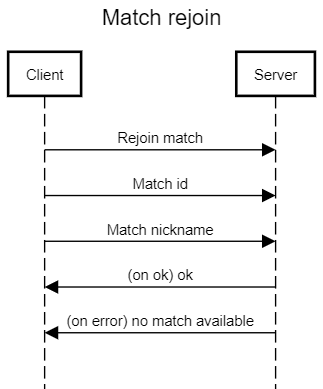 Match rejoin
Client
Server
Rejoin match
Match id
Match nickname
(on ok) ok
(on error) no match available